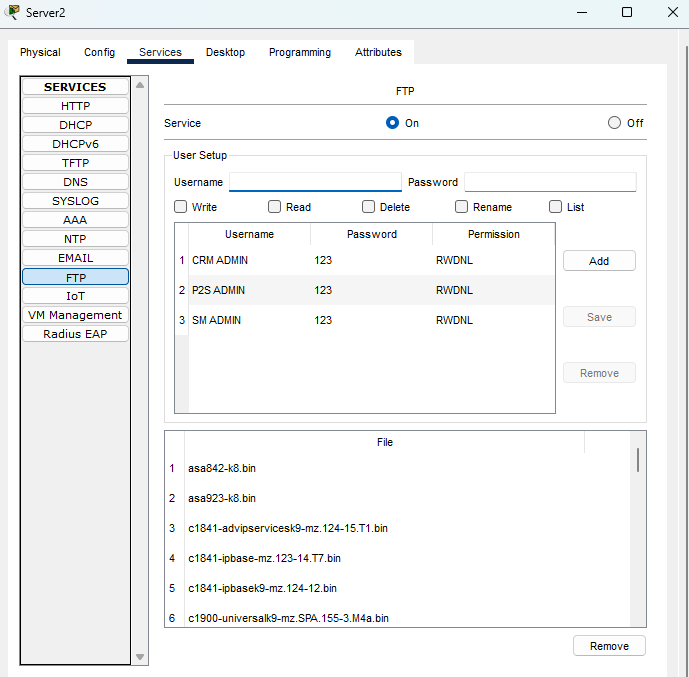 Server2
Physical Config Services Desktop Programming Attributes
SERVICES
HTTP
DHCP
DHCPv6
TFTP
DNS
SYSLOG
AAA
NTP
EMAIL
FTP
IoT
VM Management
Radius EAP
FTP
Service On Off
User Setup
Username Password
Write Read Delete Rename List
Username Password Permission
1 CRM ADMIN 123 RWDNL
2 P2S ADMIN 123 RWDNL
3 SM ADMIN 123 RWDNL
Add
Save
Remove
File
1 asa842-k8.bin
2 asa923-k8.bin
3 c1841-advipservicesk9-mz.124-15.T1.bin
4 c1841-ipbase-mz.123-14.T7.bin
5 c1841-ipbasek9-mz.124-12.bin
6 c1900-universalk9-mz.SPA.155-3.M4a.bin
Remove